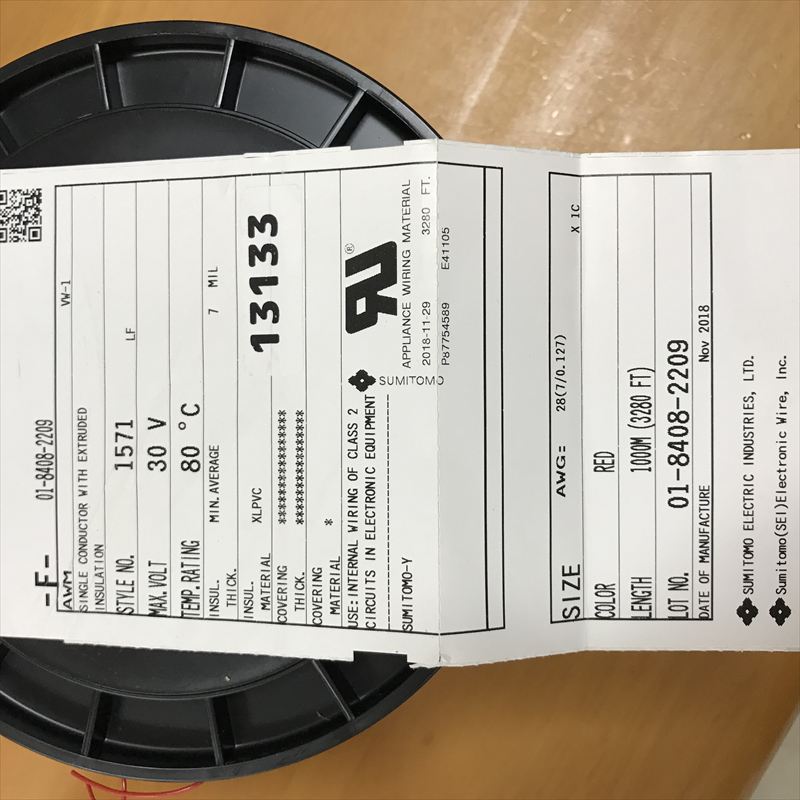 -F- 01-8408-2209
AWM VW-1
SINGLE CONDUCTOR WITH EXTRUDED
INSULATION
STYLE NO. 1571 LF
MAX.VOLT 30 V
TEMP.RATING 80 °C
INSUL. MIN.AVERAGE 7 MIL
THICK.
INSUL. XLPVC 13133
MATERIAL
COVERING ********************
THICK. ********************
COVERING
MATERIAL *
USE:INTERNAL WIRING OF CLASS 2
CIRCUITS IN ELECTRONIC EQUIPMENT
SUMITOMO-Y
RU ®
SUMITOMO
APPLIANCE WIRING MATERIAL
2018-11-29 3280 FT.
P87754589 E41105
SIZE AWG= 28(7/0.127) X 1C
COLOR RED
LENGTH 1000M (3280 FT)
LOT NO. 01-8408-2209
DATE OF MANUFACTURE Nov 2018
SUMITOMO ELECTRIC INDUSTRIES, LTD.
Sumitomo(SEI)Electronic Wire, Inc.